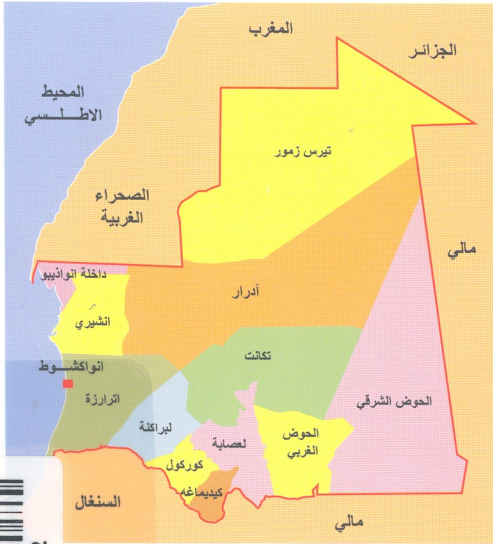 المغرب
الجزائر
المحيط
الاطلسي
تيرس زمور
الصحراء
الغربية
مالي
داخلة انواذيبو
آدرار
انشيري
تكانت
انواكشوط
اترارزة
الحوض الشرقي
لبراكنة
لعصابة
الحوض
الغربي
كوركول
كيديماغه
السنغال
مالي